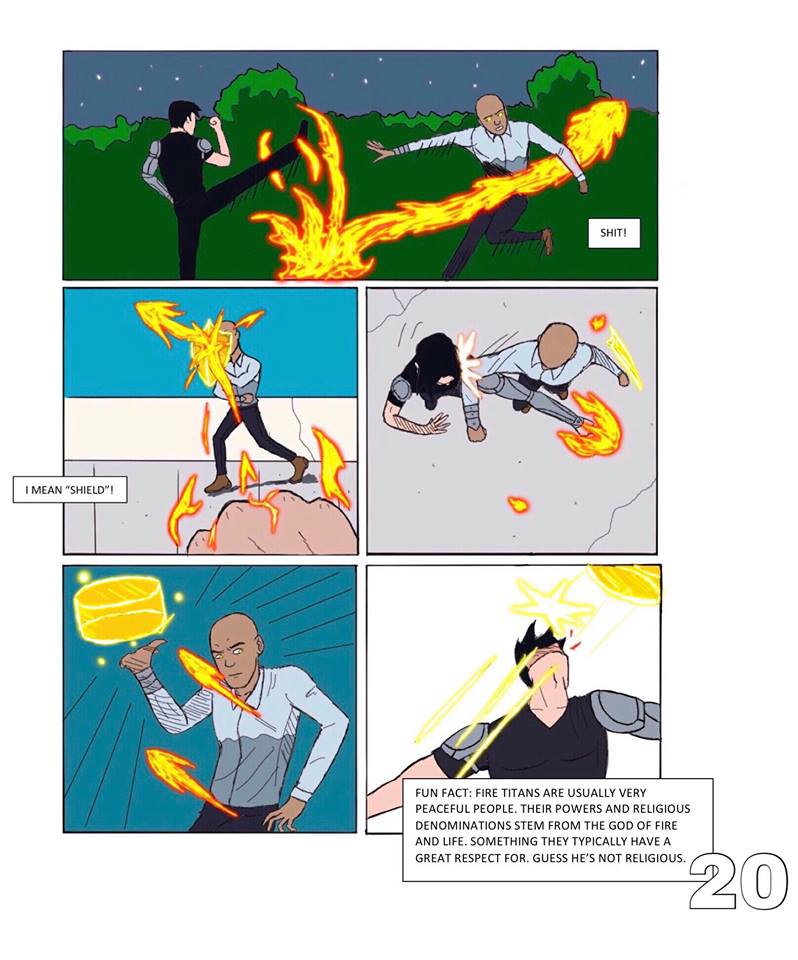 SHIT!
I MEAN “SHIELD”!
FUN FACT: FIRE TITANS ARE USUALLY VERY
PEACEFUL PEOPLE. THEIR POWERS AND RELIGIOUS
DENOMINATIONS STEM FROM THE GOD OF FIRE
AND LIFE. SOMETHING THEY TYPICALLY HAVE A
GREAT RESPECT FOR. GUESS HE’S NOT RELIGIOUS.
20